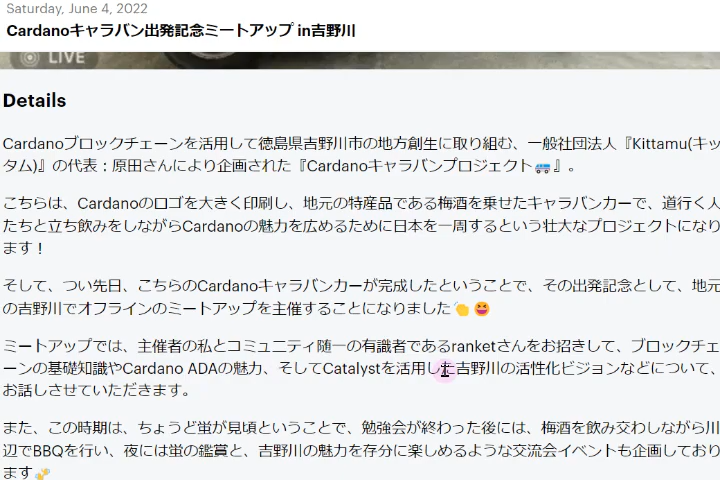 Saturday, June 4, 2022
Cardanoキャラバン出発記念ミートアップ in吉野川
LIVE
Details
Cardanoブロックチェーンを活用して徳島県吉野川市の地方創生に取り組む、一般社団法人『Kittamu(キッ
タム)』の代表：原田さんにより企画された『Cardanoキャラバンプロジェクト🚐』。
こちらは、Cardanoのロゴを大きく印刷し、地元の特産品である梅酒を乗せたキャラバンカーで、道行く人
たちと立ち飲みをしながらCardanoの魅力を広めるために日本を一周するという壮大なプロジェクトになり
ます！
そして、つい先日、こちらのCardanoキャラバンカーが完成したということで、その出発記念として、地元
の吉野川でオフラインのミートアップを主催することになりました👏😆
ミートアップでは、主催者の私とコミュニティ随一の有識者であるranketさんをお招きして、ブロックチェ
ーンの基礎知識やCardano ADAの魅力、そしてCatalystを活用した吉野川の活性化ビジョンなどについて、
お話しさせていただきます。
また、この時期は、ちょうど蛍が見頃ということで、勉強会が終わった後には、梅酒を飲み交わしながら川
辺でBBQを行い、夜には蛍の鑑賞と、吉野川の魅力を存分に楽しめるような交流会イベントも企画しており
ます🎺